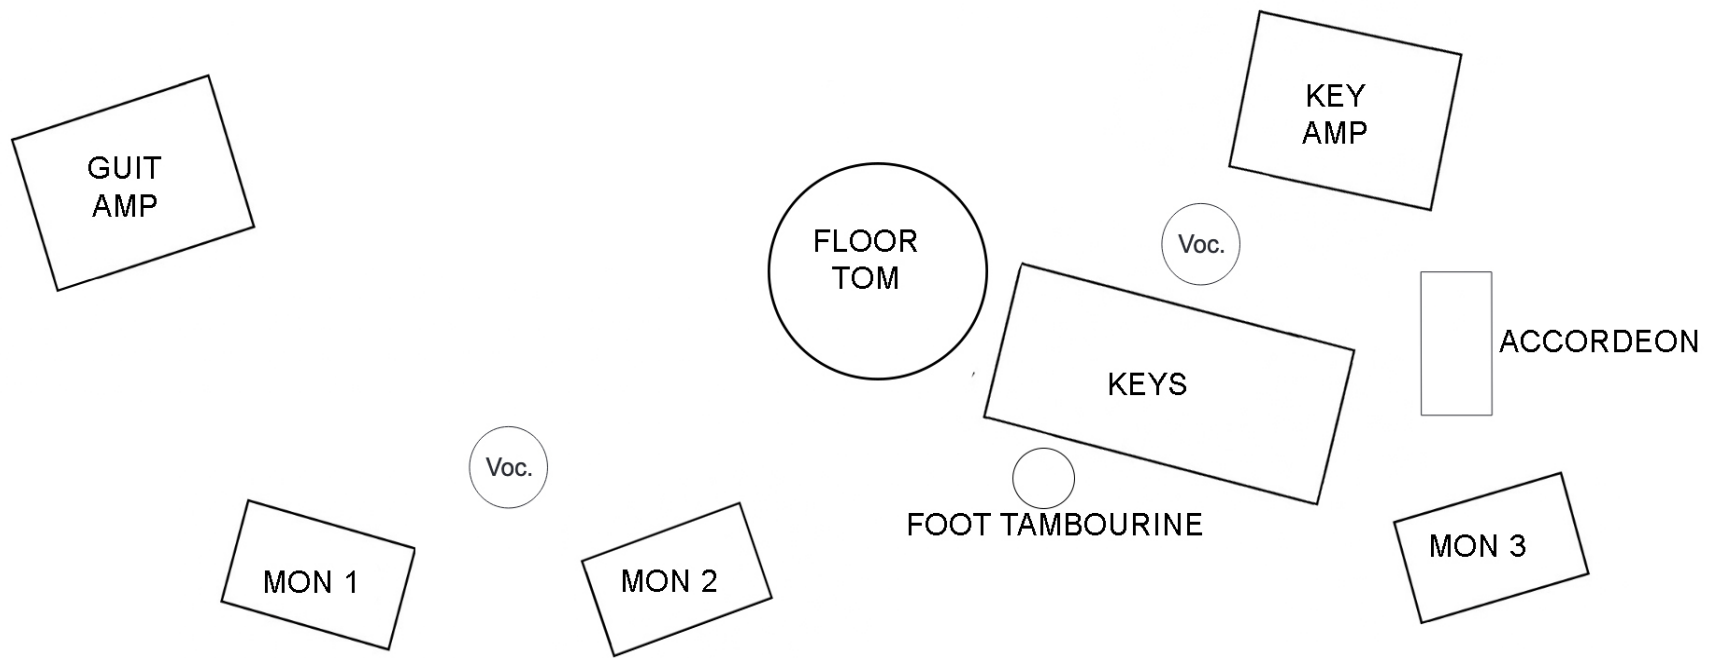 GUIT
AMP
KEY
AMP
FLOOR
TOM
Voc.
KEYS
ACCORDEON
Voc.
FOOT TAMBOURINE
MON 1
MON 2
MON 3